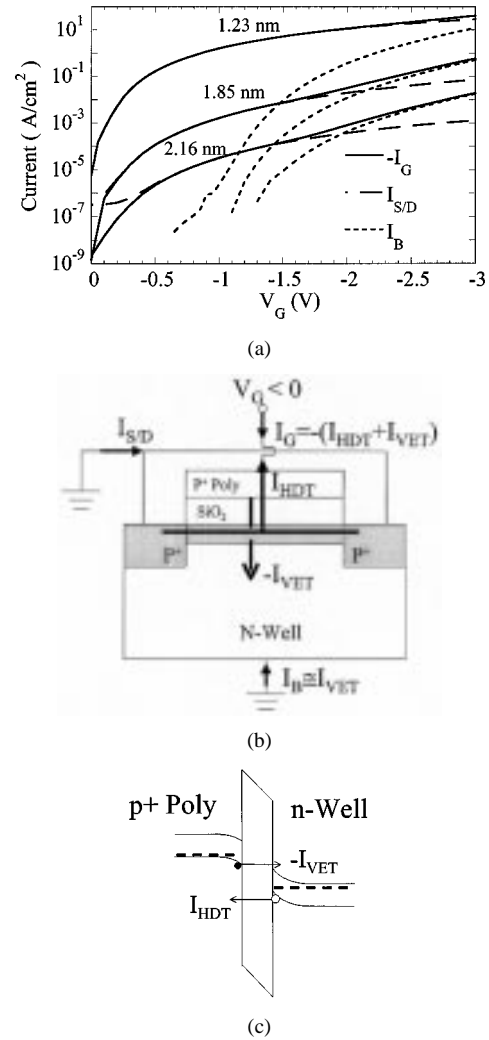 (a)
10^1
10^-1
10^-3
10^-5
10^-7
10^-9
Current ( A/cm^2 )
1.23 nm
1.85 nm
2.16 nm
-I_G
I_S/D
I_B
0 -0.5 -1 -1.5 -2 -2.5 -3
V_G (V)
(a)
V_G < 0
I_S/D
I_G=-(I_HDT+I_VET)
P+ Poly
I_HDT
SiO_2
P+
P+
-I_VET
N-Well
I_B≅I_VET
(b)
p+ Poly
n-Well
-I_VET
I_HDT
(c)